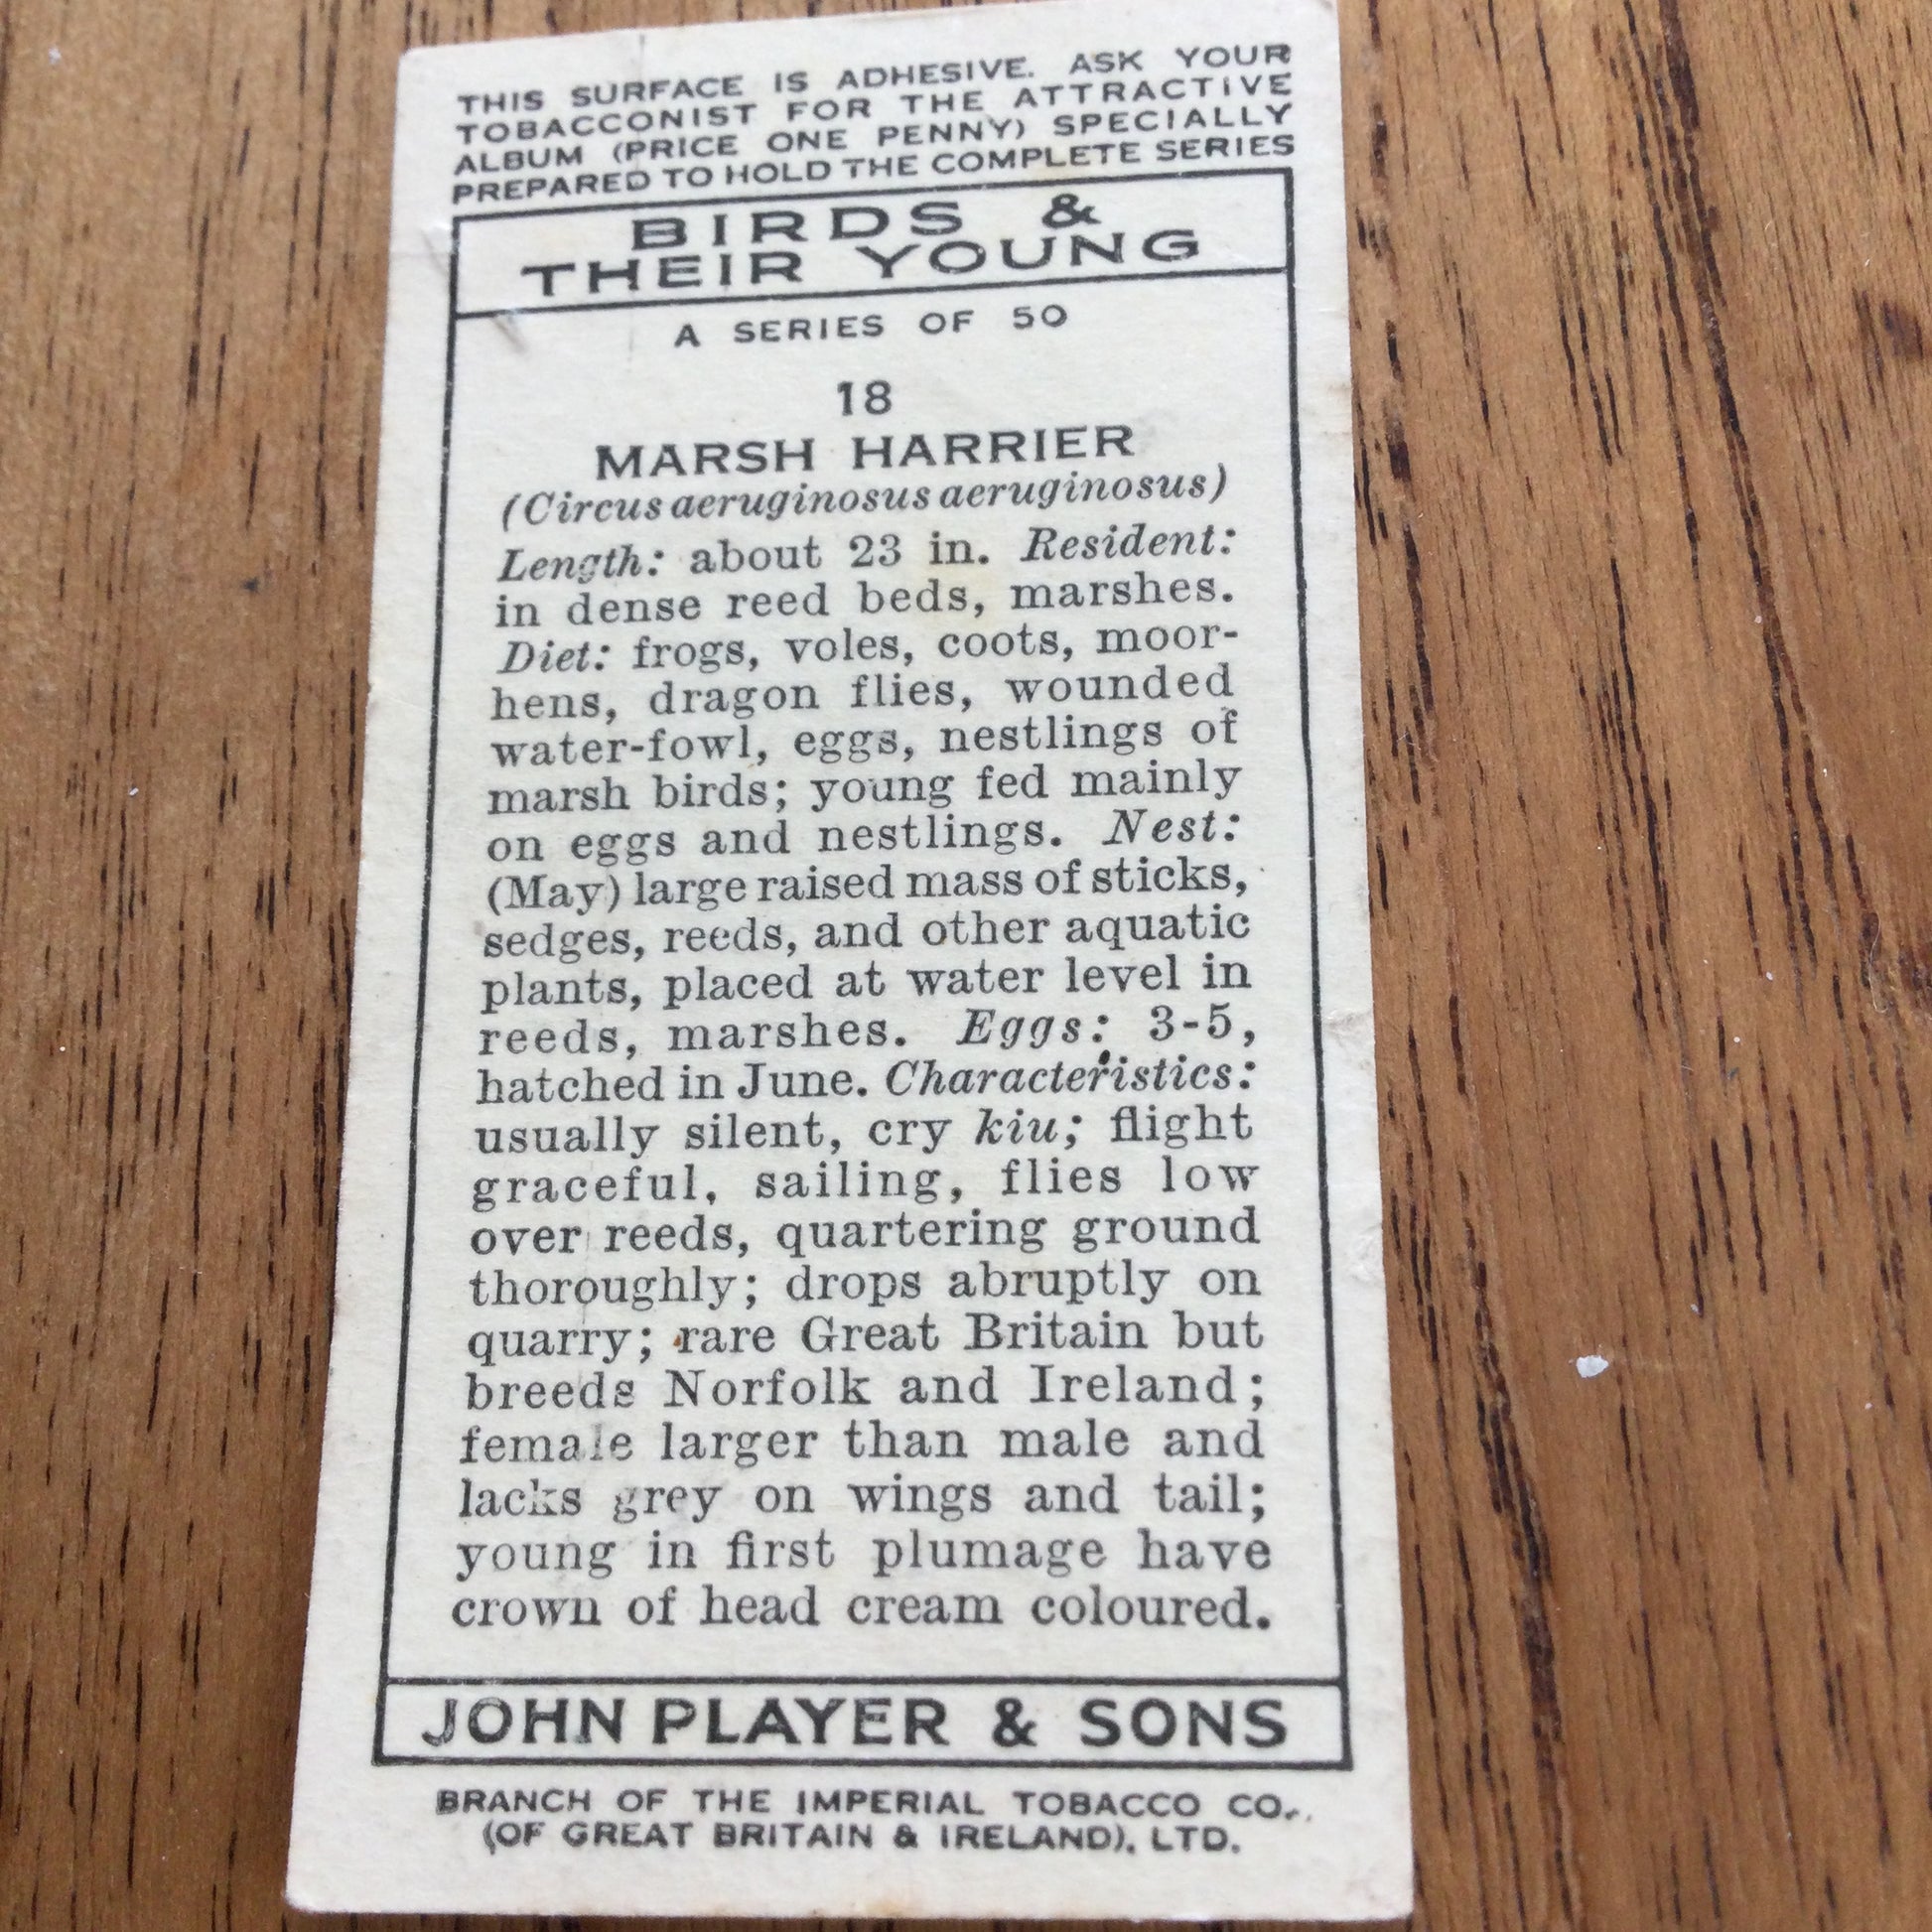 THIS SURFACE IS ADHESIVE. ASK YOUR
TOBACCONIST FOR THE ATTRACTIVE
ALBUM (PRICE ONE PENNY) SPECIALLY
PREPARED TO HOLD THE COMPLETE SERIES
BIRDS &
THEIR YOUNG
A SERIES OF 50
18
MARSH HARRIER
(Circus aeruginosus aeruginosus)
Length: about 23 in. Resident:
in dense reed beds, marshes.
Diet: frogs, voles, coots, moor-
hens, dragon flies, wounded
water-fowl, eggs, nestlings of
marsh birds; young fed mainly
on eggs and nestlings. Nest:
(May) large raised mass of sticks,
sedges, reeds, and other aquatic
plants, placed at water level in
reeds, marshes. Eggs: 3-5,
hatched in June. Characteristics:
usually silent, cry kiu; flight
graceful, sailing, flies low
over reeds, quartering ground
thoroughly; drops abruptly on
quarry; rare Great Britain but
breeds Norfolk and Ireland;
female larger than male and
lacks grey on wings and tail;
young in first plumage have
crown of head cream coloured.
JOHN PLAYER & SONS
BRANCH OF THE IMPERIAL TOBACCO CO.,
(OF GREAT BRITAIN & IRELAND), LTD.